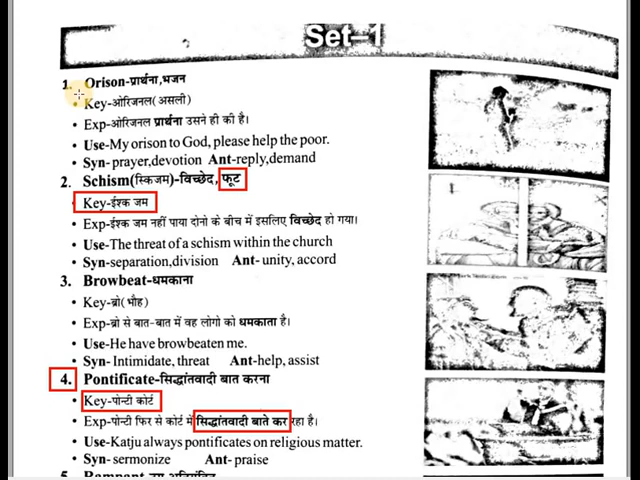 Set–1
1. Orison-प्रार्थना,भजन
• Key-ओरिजनल(असली)
• Exp-ओरिजनल प्रार्थना उसने ही की है।
• Use-My orison to God, please help the poor.
• Syn- prayer,devotion Ant-reply,demand
2. Schism(स्किजम)-विच्छेद, फूट
• Key-ईश्क जम
• Exp-ईश्क जम नहीं पाया दोनो के बीच में इसलिए विच्छेद हो गया।
• Use-The threat of a schism within the church
• Syn-separation,division Ant- unity, accord
3. Browbeat-धमकाना
• Key-ब्रो(भौह)
• Exp-ब्रो से बात-बात में वह लोगो को धमकाता है।
• Use-He have browbeaten me.
• Syn- Intimidate, threat Ant-help, assist
4. Pontificate-सिद्धांतवादी बात करना
• Key-पोन्टी कोर्ट
• Exp-पोन्टी फिर से कोर्ट में सिद्धांतवादी बाते कर रहा है।
• Use-Katju always pontificates on religious matter.
• Syn- sermonize Ant- praise
5. Rampant-